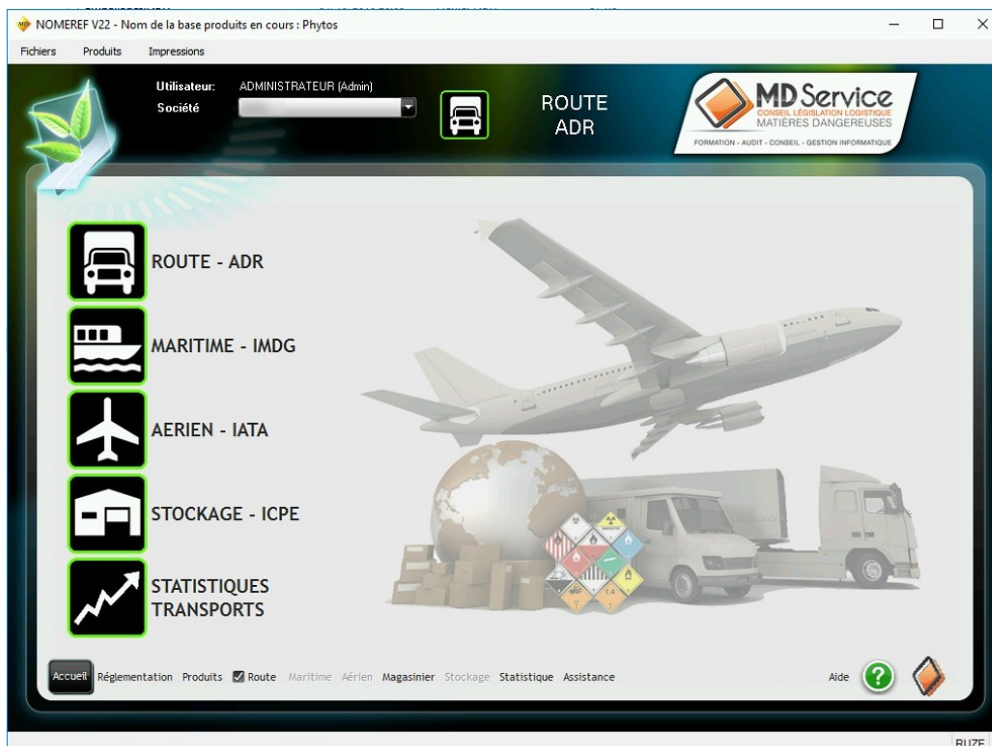 NOMEREF V22 - Nom de la base produits en cours : Phytos
Fichiers Produits Impressions
Utilisateur: ADMINISTRATEUR (Admin)
Société
ROUTE
ADR
MD Service
CONSEIL LÉGISLATION LOGISTIQUE
MATIÈRES DANGEREUSES
FORMATION - AUDIT - CONSEIL - GESTION INFORMATIQUE
ROUTE - ADR
MARITIME - IMDG
AERIEN - IATA
STOCKAGE - ICPE
STATISTIQUES
TRANSPORTS
Accueil Réglementation Produits Route Maritime Aérien Magasinier Stockage Statistique Assistance Aide ?